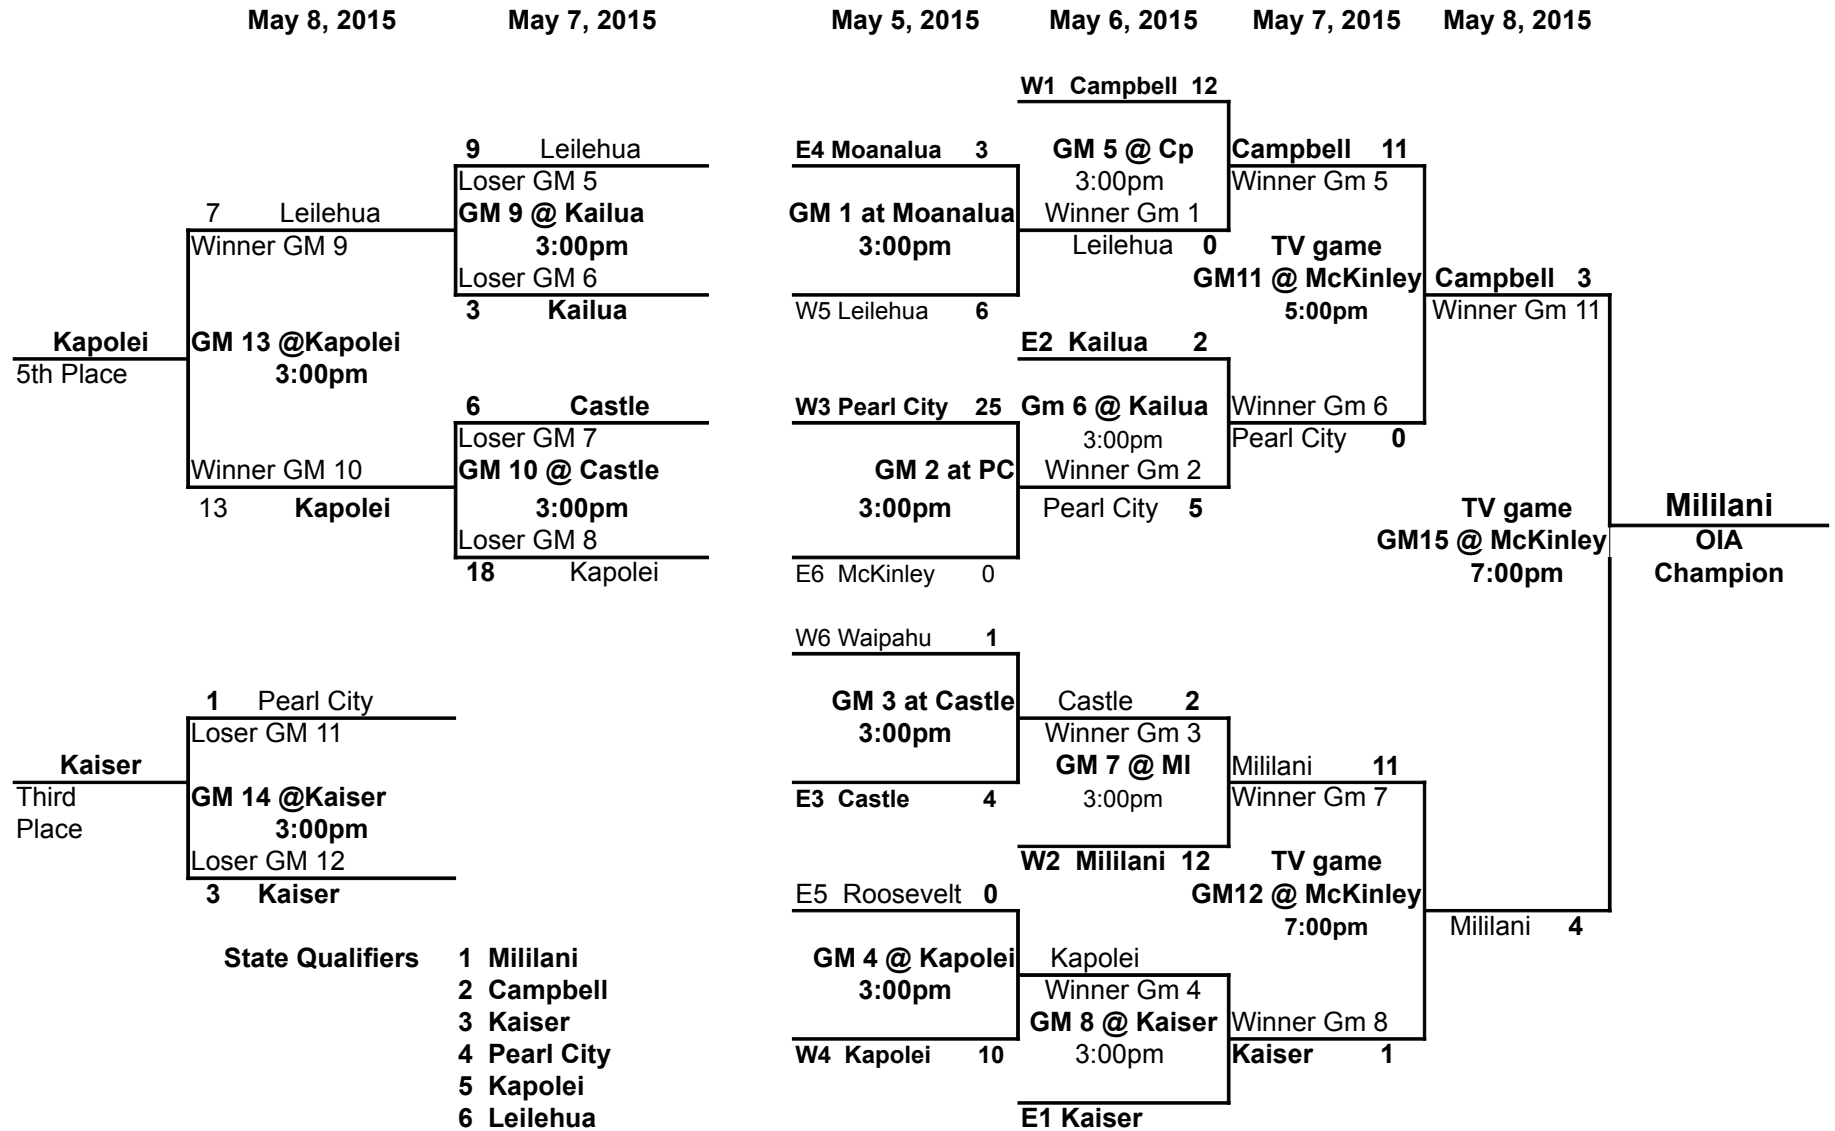 May 8, 2015 May 7, 2015 May 5, 2015 May 6, 2015 May 7, 2015 May 8, 2015
W1 Campbell 12
9 Leilehua E4 Moanalua 3 GM 5 @ Cp Campbell 11
Loser GM 5 3:00pm Winner Gm 5
7 Leilehua GM 9 @ Kailua GM 1 at Moanalua Winner Gm 1
Winner GM 9 3:00pm 3:00pm Leilehua 0 TV game
Loser GM 6 GM11 @ McKinley Campbell 3
3 Kailua W5 Leilehua 6 5:00pm Winner Gm 11
Kapolei GM 13 @Kapolei E2 Kailua 2
5th Place 3:00pm
6 Castle W3 Pearl City 25 Gm 6 @ Kailua Winner Gm 6
Loser GM 7 3:00pm Pearl City 0
Winner GM 10 GM 10 @ Castle GM 2 at PC Winner Gm 2
13 Kapolei 3:00pm 3:00pm Pearl City 5 TV game Mililani
Loser GM 8 GM15 @ McKinley OIA
18 Kapolei E6 McKinley 0 7:00pm Champion
W6 Waipahu 1
1 Pearl City GM 3 at Castle Castle 2
Loser GM 11 3:00pm Winner Gm 3
Kaiser GM 7 @ Ml Mililani 11
Third GM 14 @Kaiser E3 Castle 4 3:00pm Winner Gm 7
Place 3:00pm
Loser GM 12 W2 Mililani 12 TV game
3 Kaiser E5 Roosevelt 0 GM12 @ McKinley
7:00pm Mililani 4
State Qualifiers 1 Mililani GM 4 @ Kapolei Kapolei
2 Campbell 3:00pm Winner Gm 4
3 Kaiser GM 8 @ Kaiser Winner Gm 8
4 Pearl City W4 Kapolei 10 3:00pm Kaiser 1
5 Kapolei
6 Leilehua E1 Kaiser